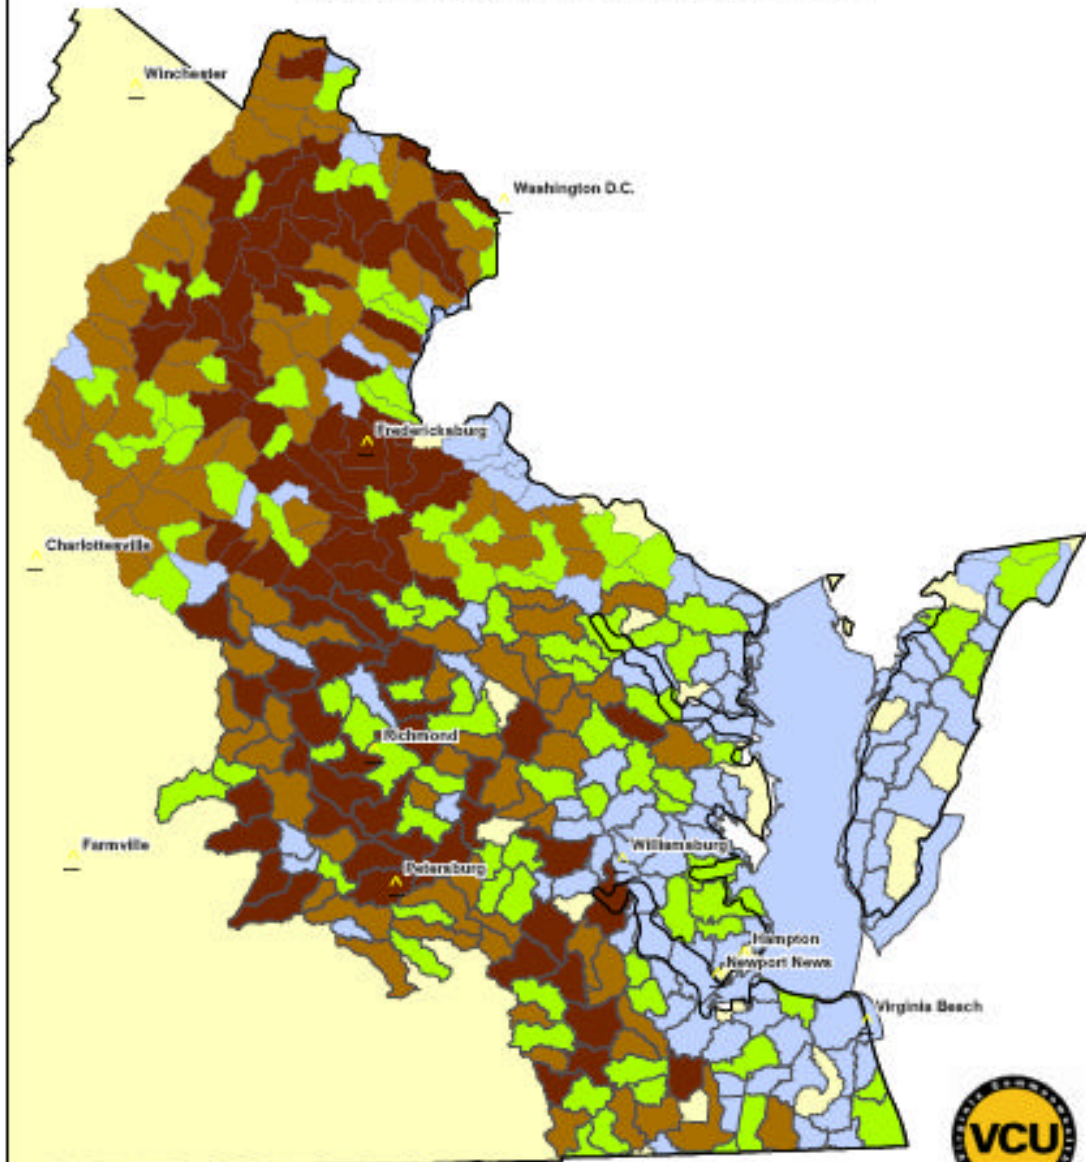 Winchester
Washington D.C.
Fredericksburg
Charlottesville
Richmond
Farmville
Williamsburg
Petersburg
Hampton
Newport News
Virginia Beach
VCU